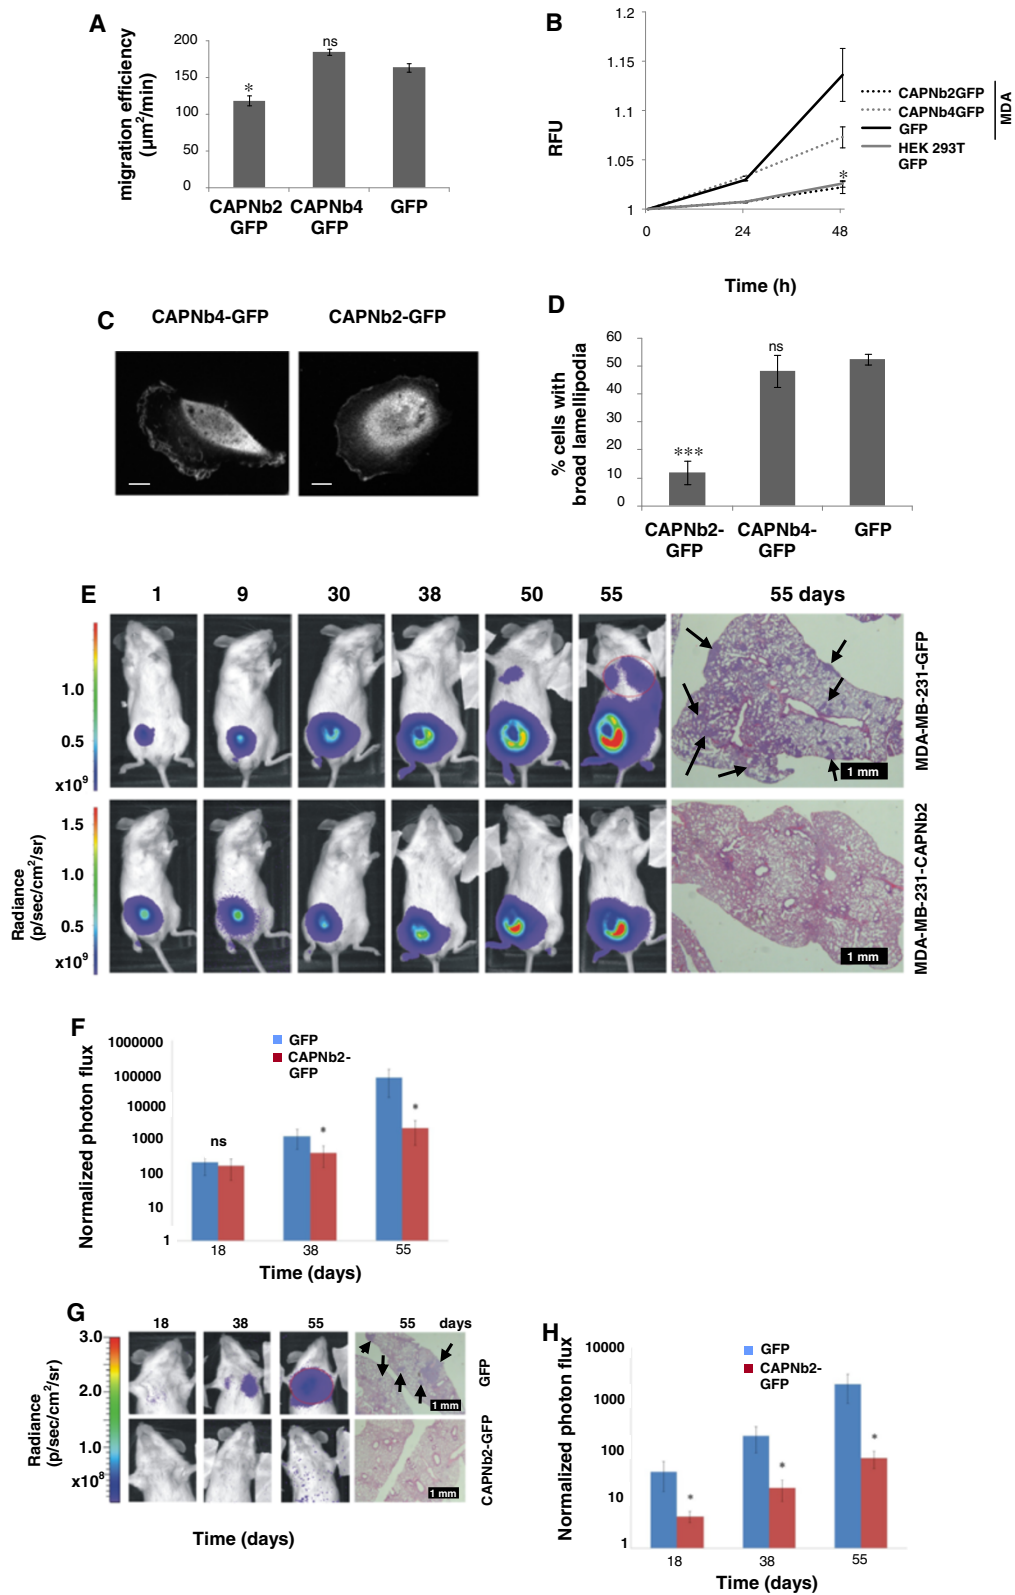 A
migration efficiency
(µm²/min)
200
150
100
50
0
*
ns
CAPNb2
GFP
CAPNb4
GFP
GFP
B
RFU
1.2
1.15
1.1
1.05
1
*
0
24
48
Time (h)
CAPNb2GFP
CAPNb4GFP
GFP
HEK 293T
GFP
MDA
C
CAPNb4-GFP
CAPNb2-GFP
D
% cells with
broad lamellipodia
60
50
40
30
20
10
0
***
ns
CAPNb2-
GFP
CAPNb4-
GFP
GFP
E
1
9
30
38
50
55
55 days
1.0
0.5
x10⁹
1 mm
MDA-MB-231-GFP
Radiance
(p/sec/cm²/sr)
1.5
1.0
0.5
x10⁹
1 mm
MDA-MB-231-CAPNb2
F
Normalized photon flux
1000000
100000
10000
1000
100
10
1
GFP
CAPNb2-
GFP
ns
*
*
18
38
55
Time (days)
G
18
38
55
55
days
Radiance
(p/sec/cm²/sr)
3.0
2.0
1.0
x10⁸
1 mm
GFP
1 mm
CAPNb2-GFP
Time (days)
H
Normalized photon flux
10000
1000
100
10
1
GFP
CAPNb2-
GFP
*
*
*
18
38
55
Time (days)